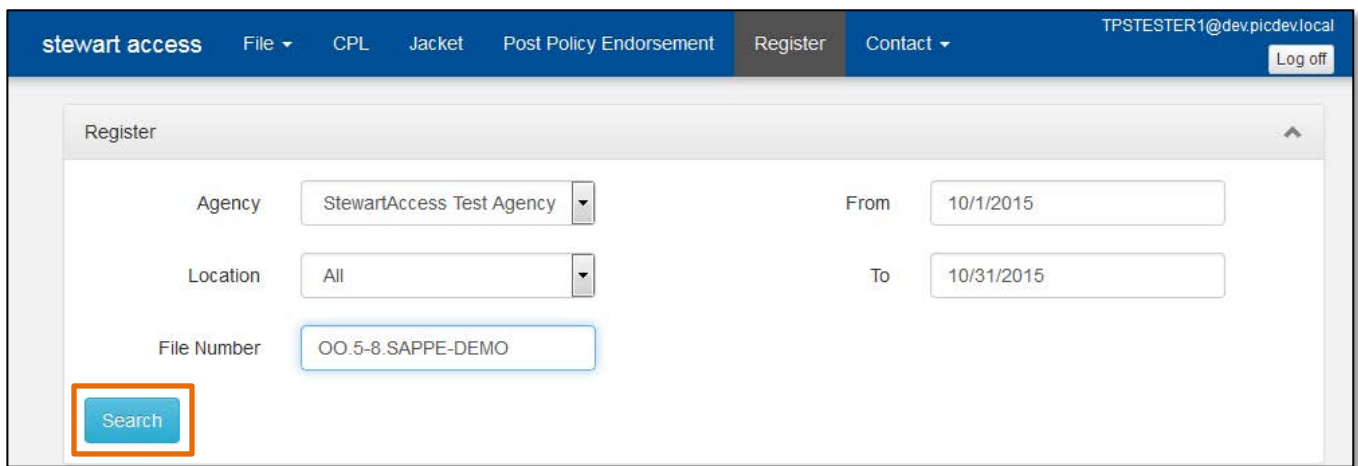 TPSTESTER1@dev.picdev.local
stewart access File CPL Jacket Post Policy Endorsement Register Contact
Log off
Register
Agency StewartAccess Test Agency From 10/1/2015
Location All To 10/31/2015
File Number OO.5-8.SAPPE-DEMO
Search